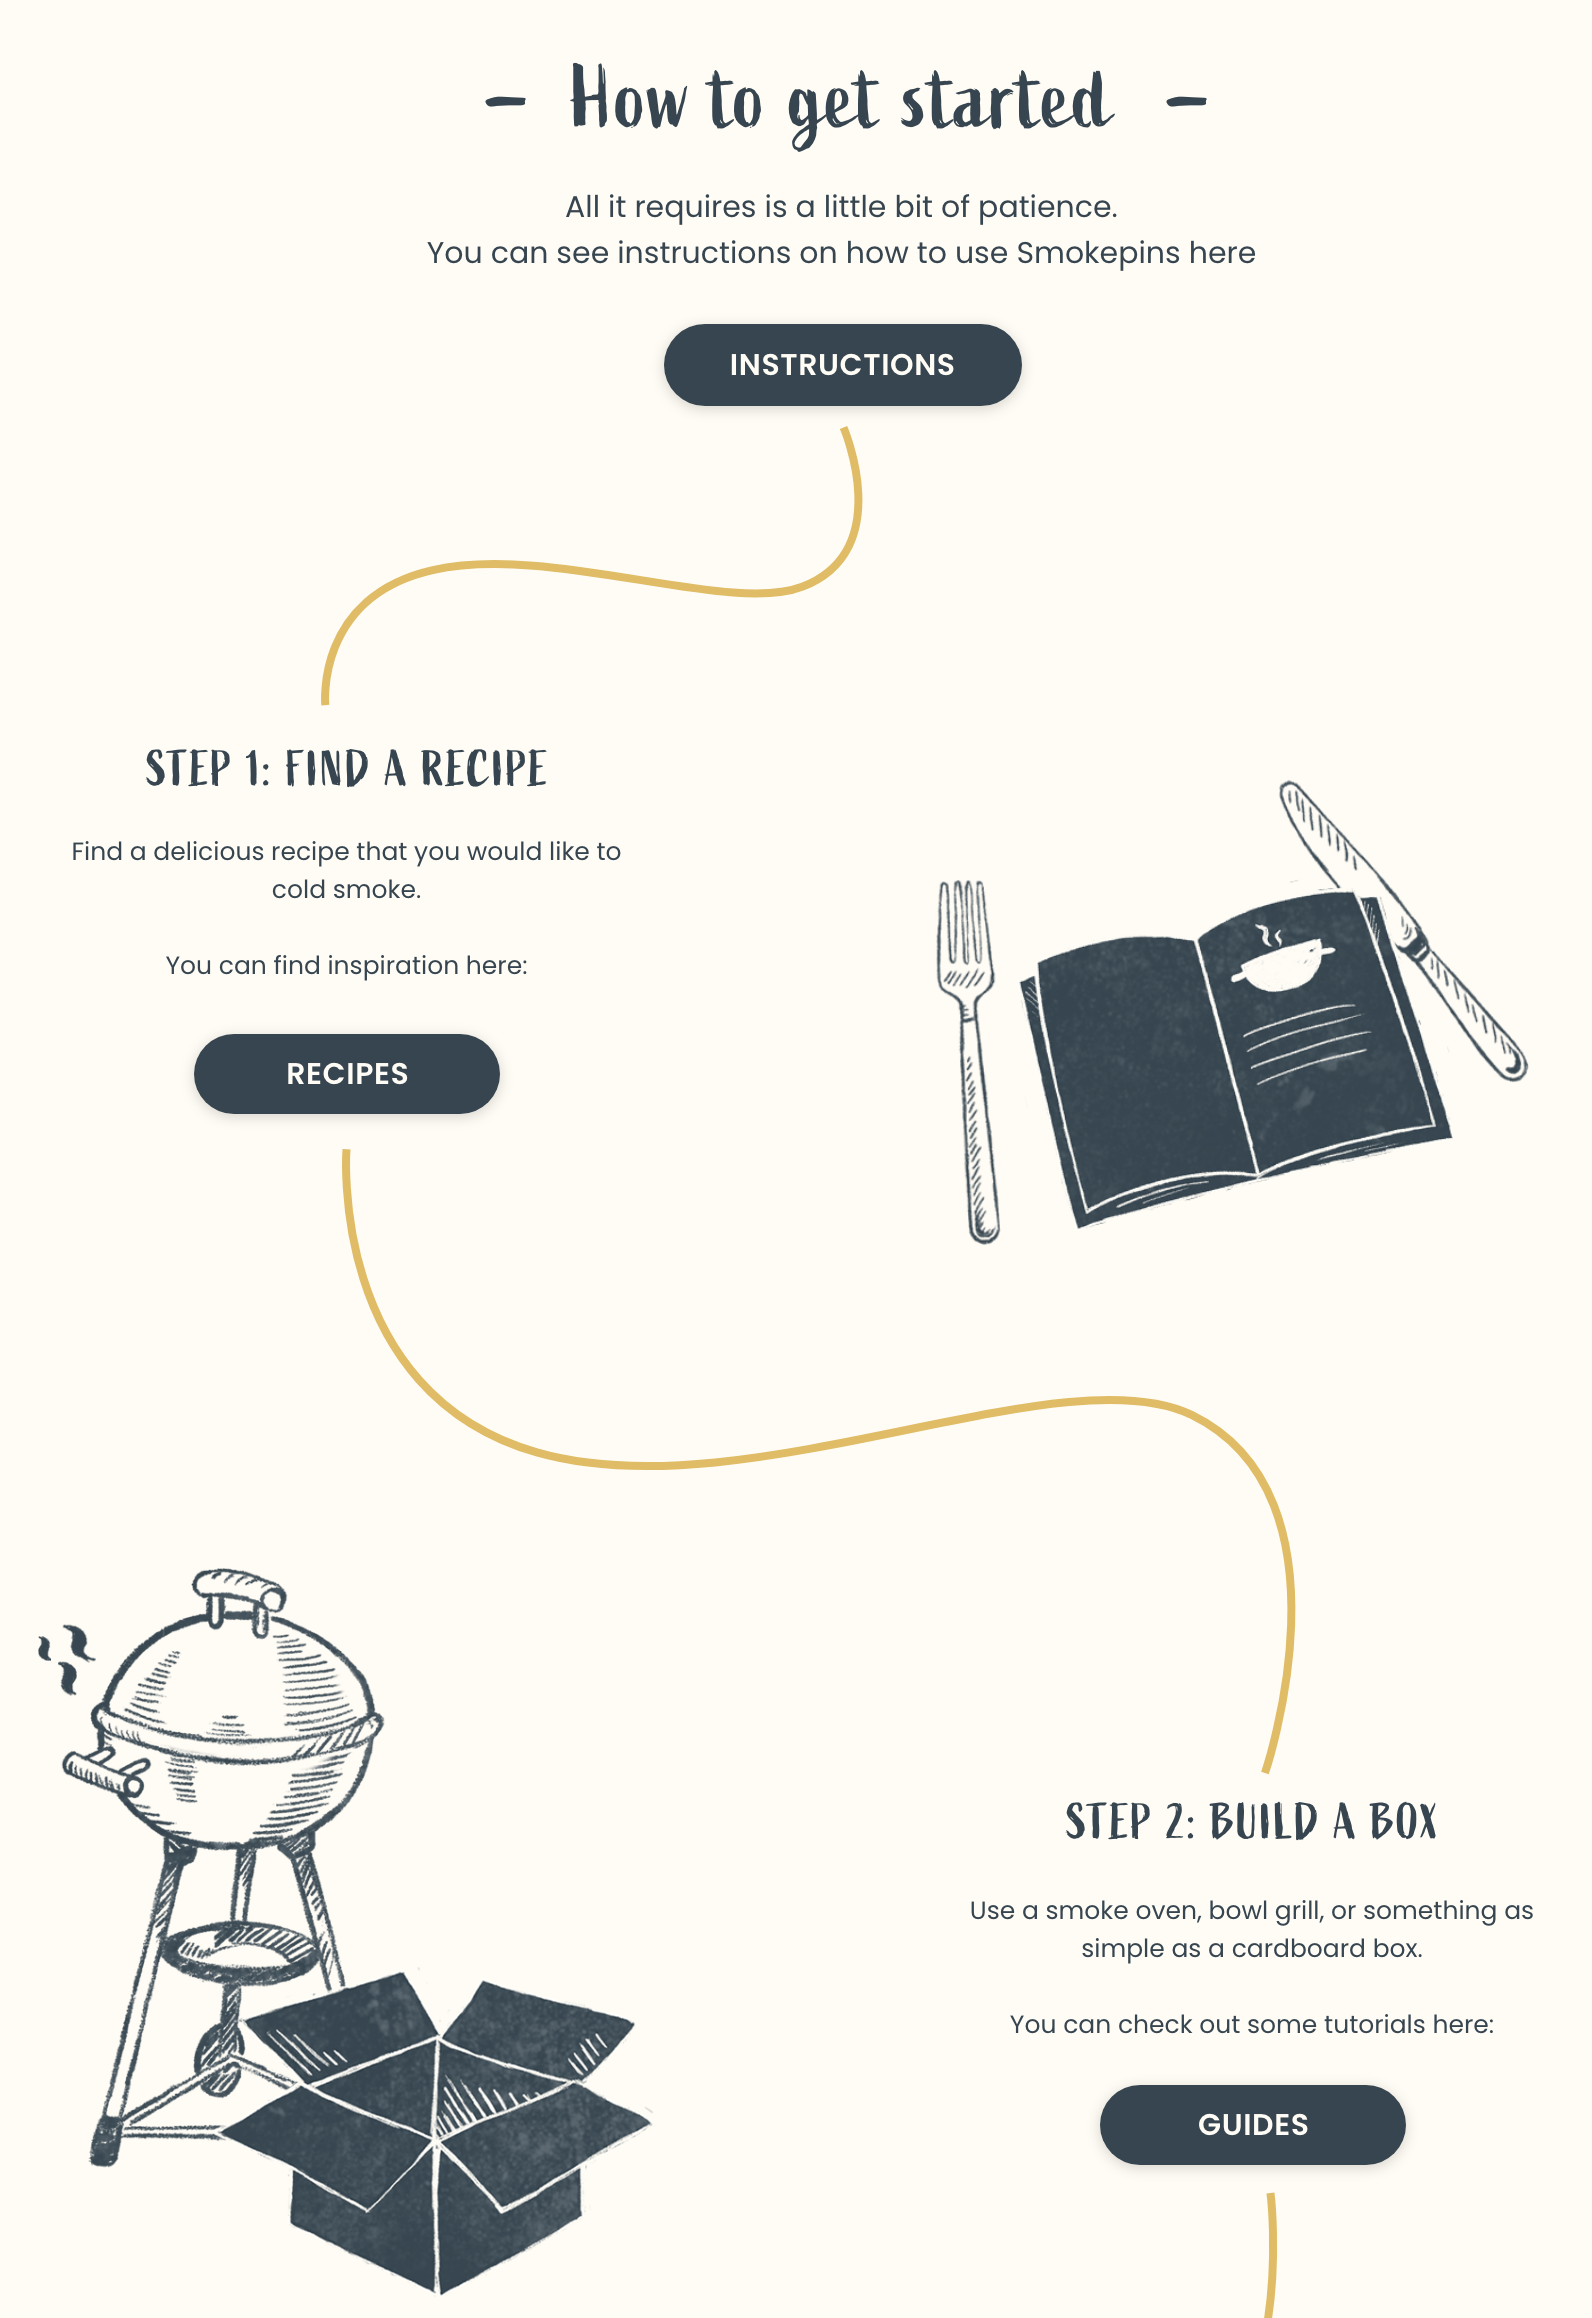 - How to get started -
All it requires is a little bit of patience.
You can see instructions on how to use Smokepins here
INSTRUCTIONS
STEP 1: FIND A RECIPE
Find a delicious recipe that you would like to
cold smoke.
You can find inspiration here:
RECIPES
STEP 2: BUILD A BOX
Use a smoke oven, bowl grill, or something as
simple as a cardboard box.
You can check out some tutorials here:
GUIDES